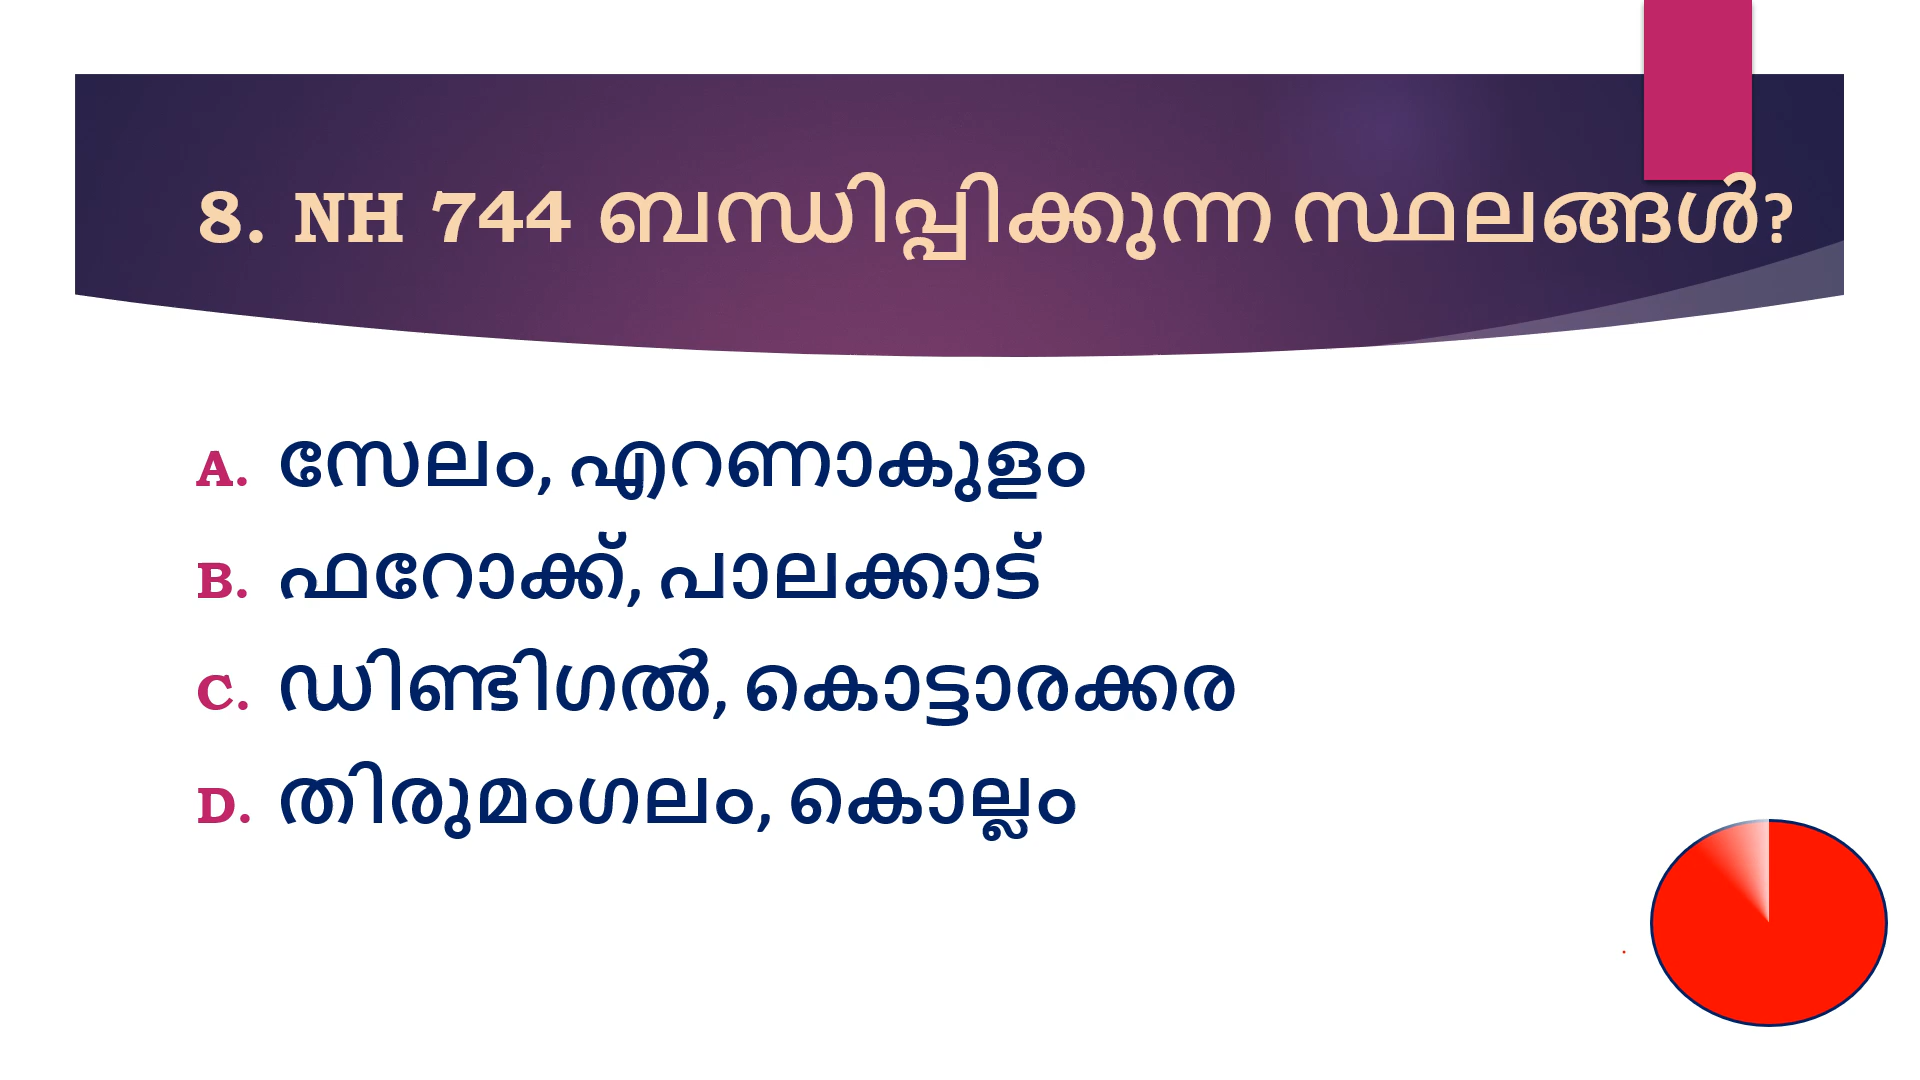 8. NH 744 ബന്ധിപ്പിക്കുന്ന സ്ഥലങ്ങൾ?
A. സേലം, എറണാകുളം
B. ഫറോക്ക്, പാലക്കാട്
C. ഡിണ്ടിഗൽ, കൊട്ടാരക്കര
D. തിരുമംഗലം, കൊല്ലം